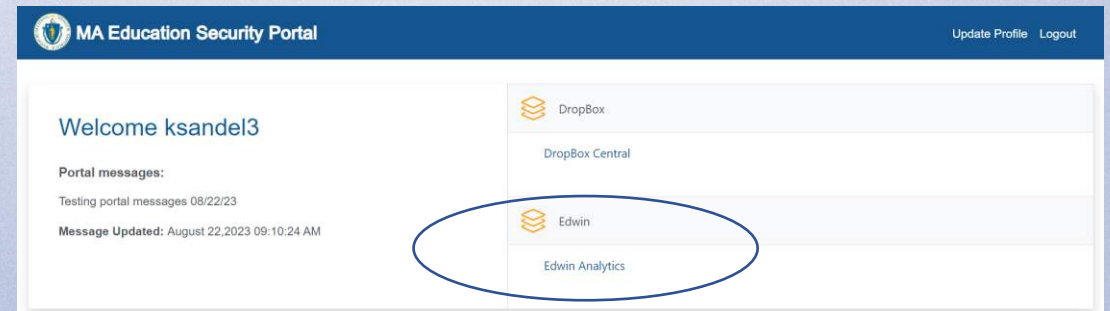 MA Education Security Portal
Update Profile Logout
Welcome ksandel3
Portal messages:
Testing portal messages 08/22/23
Message Updated: August 22,2023 09:10:24 AM
DropBox
DropBox Central
Edwin
Edwin Analytics